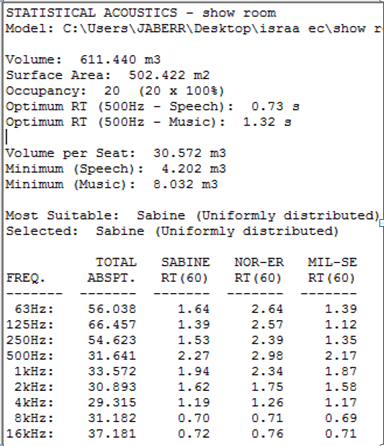 STATISTICAL ACOUSTICS - show room
Model: C:\Users\JABERR\Desktop\israa ec\show r
Volume: 611.440 m3
Surface Area: 502.422 m2
Occupancy: 20 (20 x 100%)
Optimum RT (500Hz - Speech): 0.73 s
Optimum RT (500Hz - Music): 1.32 s
Volume per Seat: 30.572 m3
Minimum (Speech): 4.202 m3
Minimum (Music): 8.032 m3
Most Suitable: Sabine (Uniformly distributed)
Selected: Sabine (Uniformly distributed)
TOTAL SABINE NOR-ER MIL-SE
FREQ. ABSPT. RT(60) RT(60) RT(60)
------- ------- ------- ------- -------
63Hz: 56.038 1.64 2.64 1.39
125Hz: 66.457 1.39 2.57 1.12
250Hz: 54.623 1.53 2.39 1.35
500Hz: 31.641 2.27 2.98 2.17
1kHz: 33.572 1.94 2.34 1.87
2kHz: 30.893 1.62 1.75 1.58
4kHz: 29.315 1.19 1.26 1.17
8kHz: 31.182 0.70 0.71 0.69
16kHz: 37.181 0.72 0.76 0.71